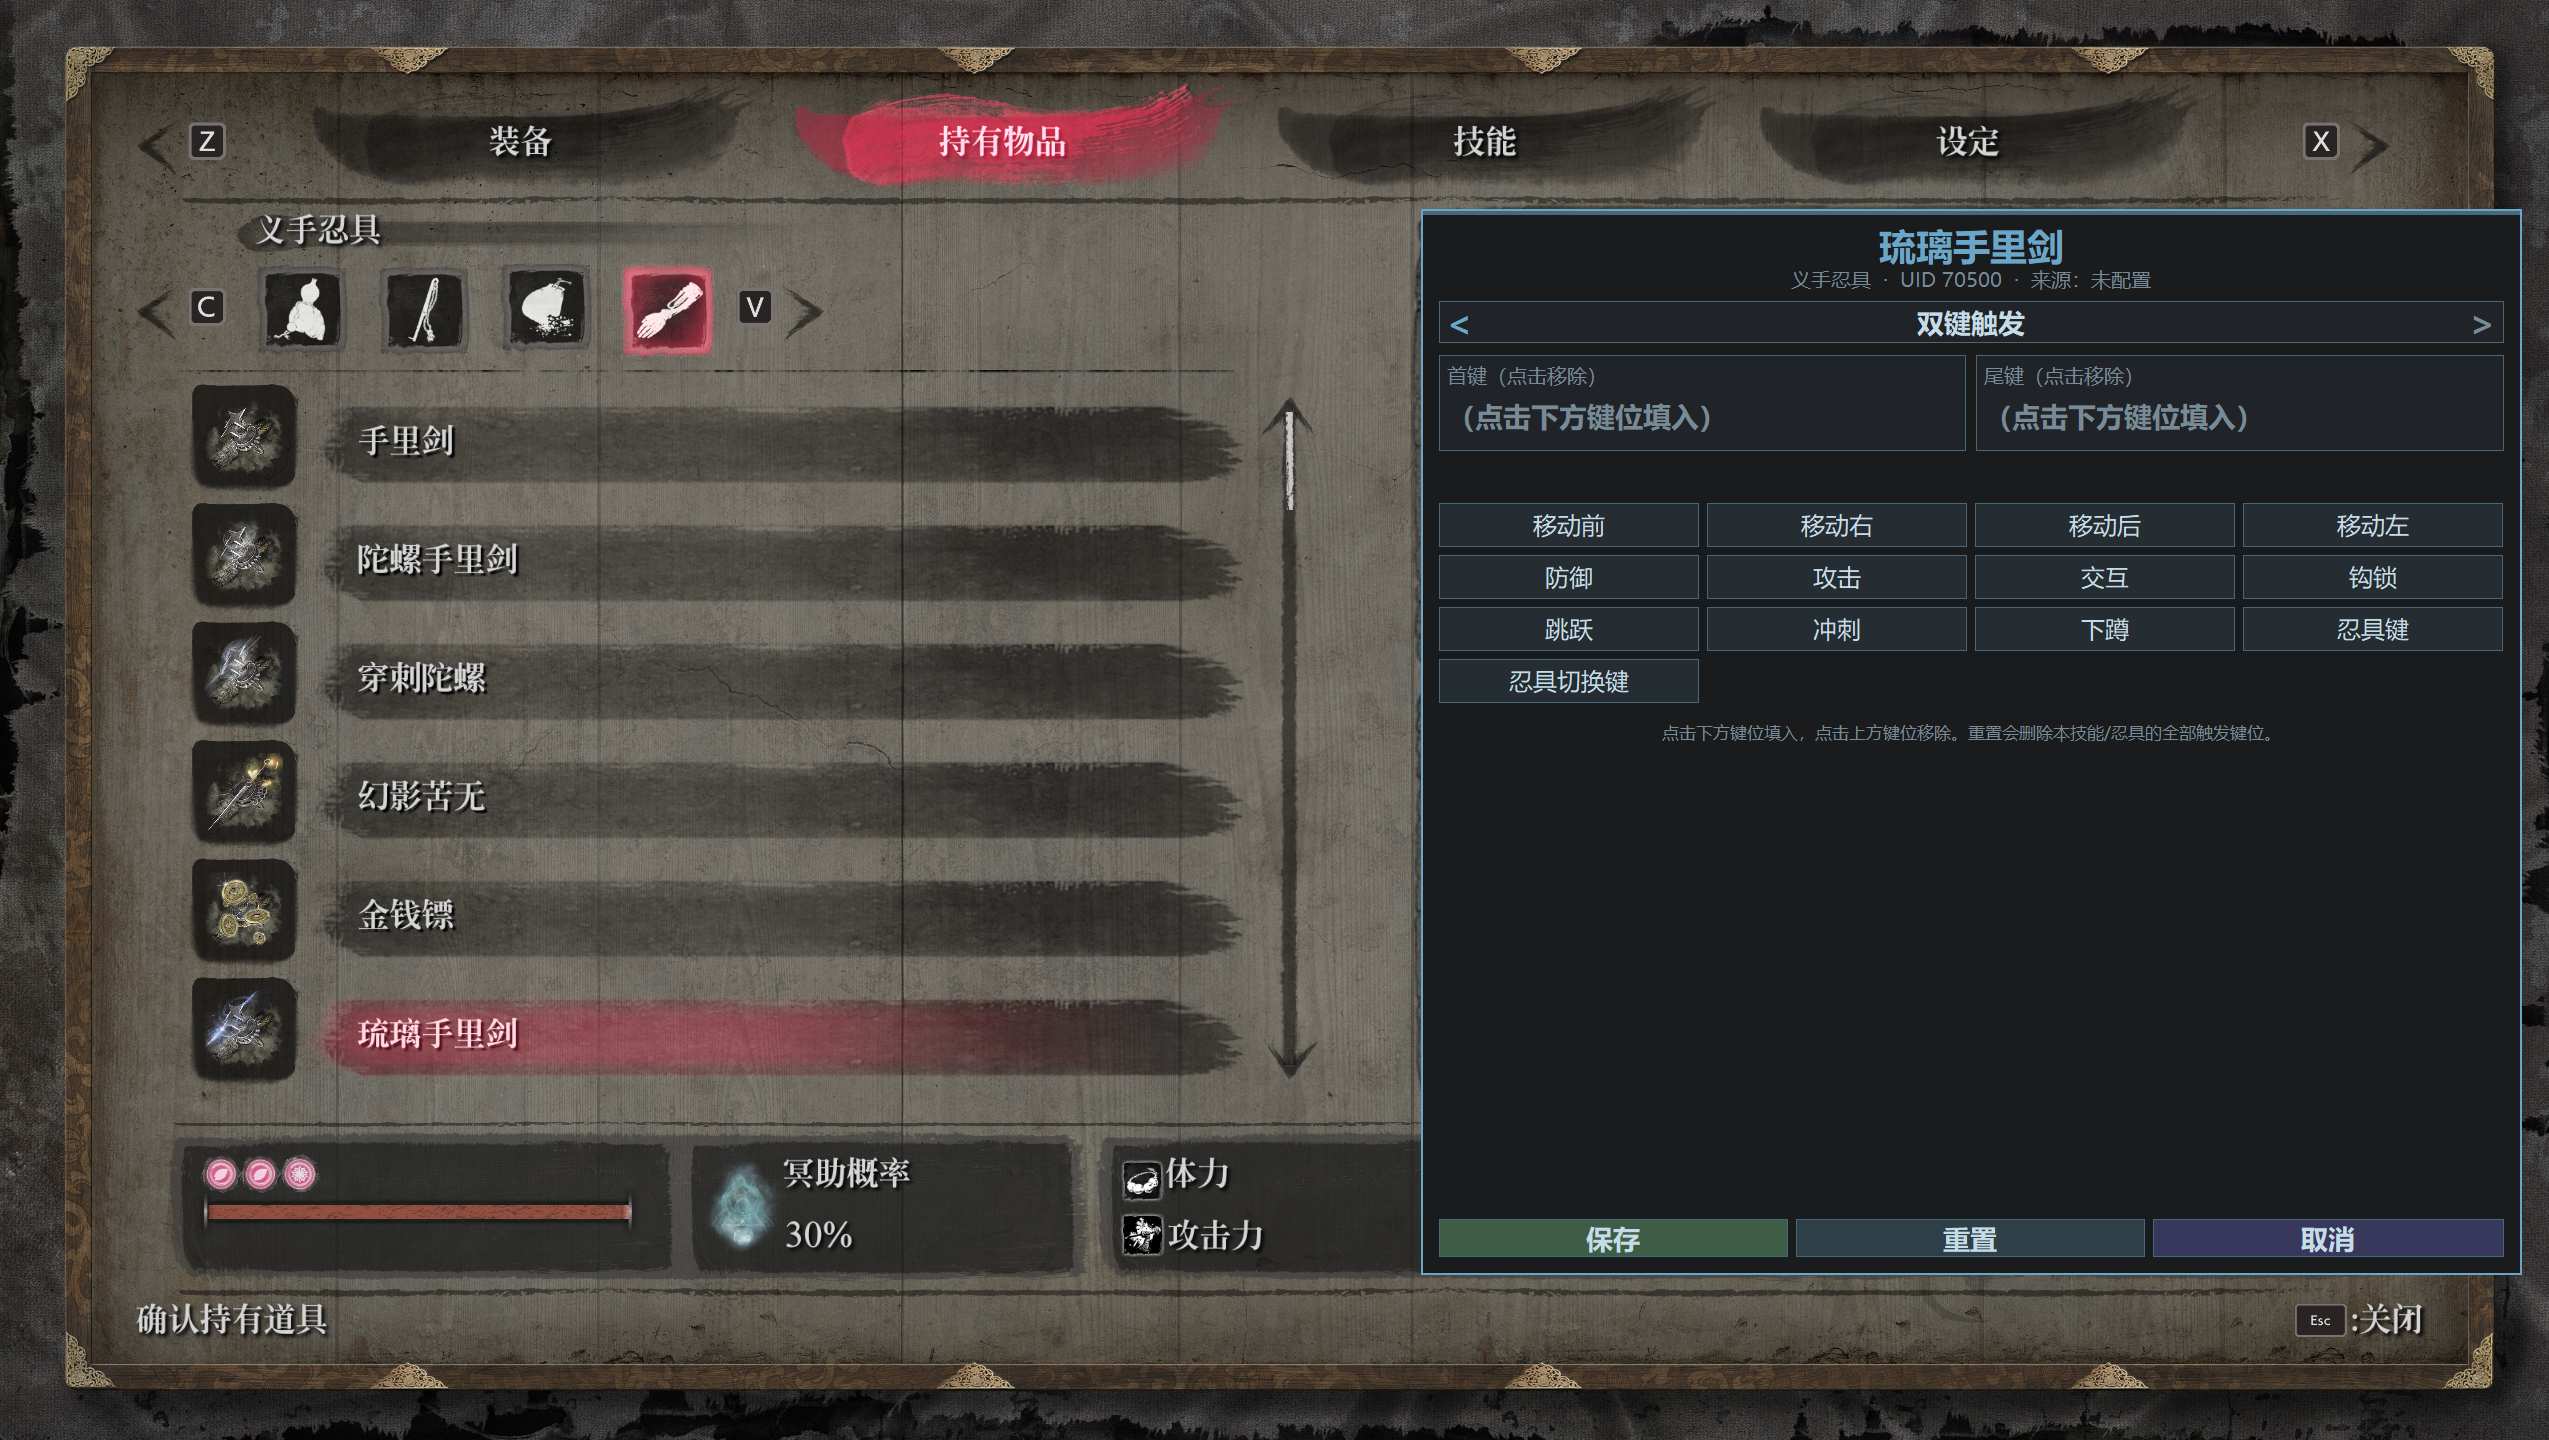 Z 装备 持有物品 技能 设定 X
义手忍具
C V
手里剑
陀螺手里剑
穿刺陀螺
幻影苦无
金钱镖
琉璃手里剑
冥助概率
30%
体力
攻击力
确认持有道具
Esc :关闭
琉璃手里剑
义手忍具 · UID 70500 · 来源：未配置
< 双键触发 >
首键（点击移除）
（点击下方键位填入）
尾键（点击移除）
（点击下方键位填入）
移动前 移动右 移动后 移动左
防御 攻击 交互 钩锁
跳跃 冲刺 下蹲 忍具键
忍具切换键
点击下方键位填入，点击上方键位移除。重置会删除本技能/忍具的全部触发键位。
保存 重置 取消